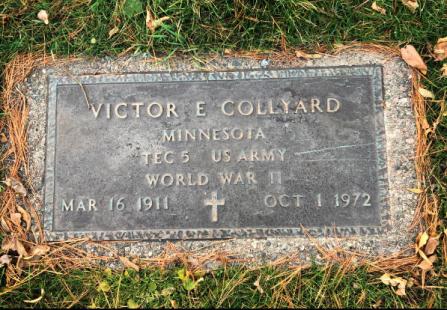 VICTOR E COLLYARD
MINNESOTA
TEC 5 US ARMY
WORLD WAR II
MAR 16 1911 OCT 1 1972